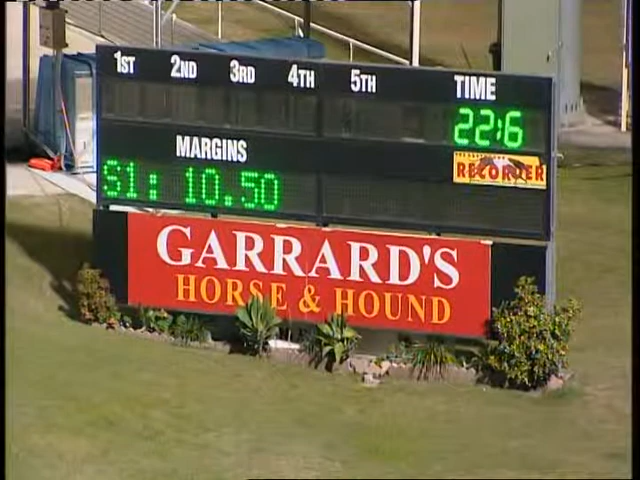 1ST 2ND 3RD 4TH 5TH TIME
22:6
MARGINS
RECORDER
S1: 10.50
GARRARD'S
HORSE & HOUND